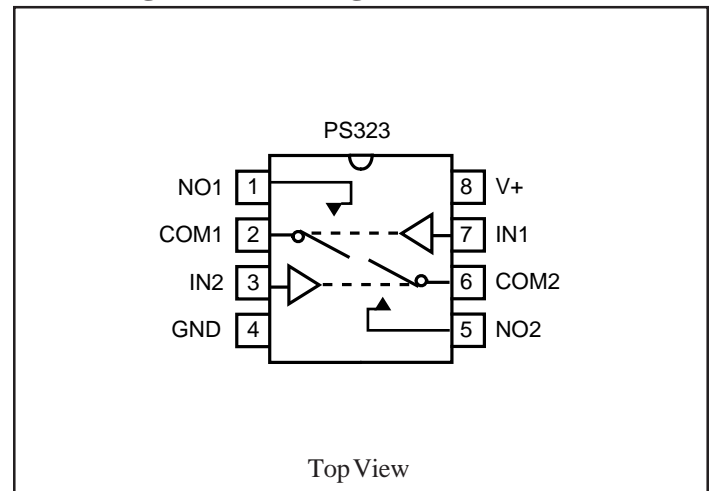 PS323
NO1 1 8 V+
COM1 2 7 IN1
IN2 3 6 COM2
GND 4 5 NO2
Top View